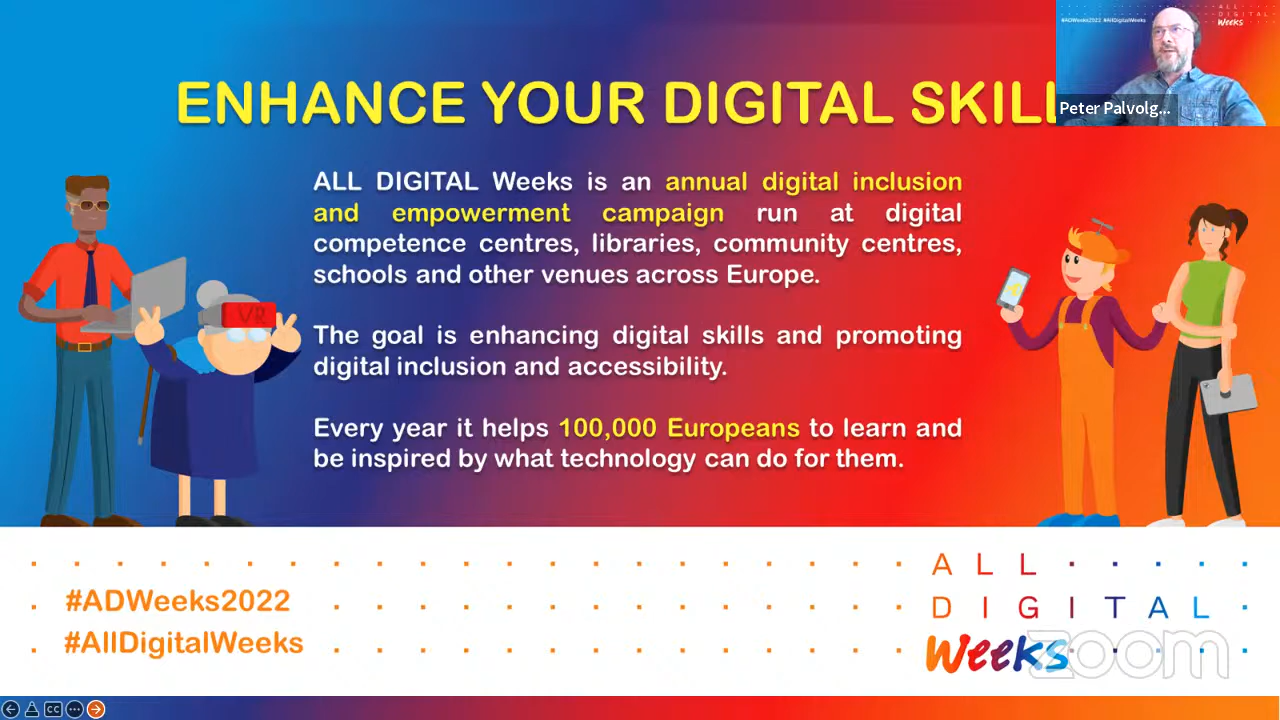 #ADWeeks2022 #AllDigitalWeeks
ALL
DIGITAL
Weeks
ENHANCE YOUR DIGITAL SKILL
Peter Palvolg...
ALL DIGITAL Weeks is an annual digital inclusion
and empowerment campaign run at digital
competence centres, libraries, community centres,
schools and other venues across Europe.
VR
The goal is enhancing digital skills and promoting
digital inclusion and accessibility.
Every year it helps 100,000 Europeans to learn and
be inspired by what technology can do for them.
#ADWeeks2022
#AllDigitalWeeks
ALL
DIGITAL
Weeks
zoom
CC